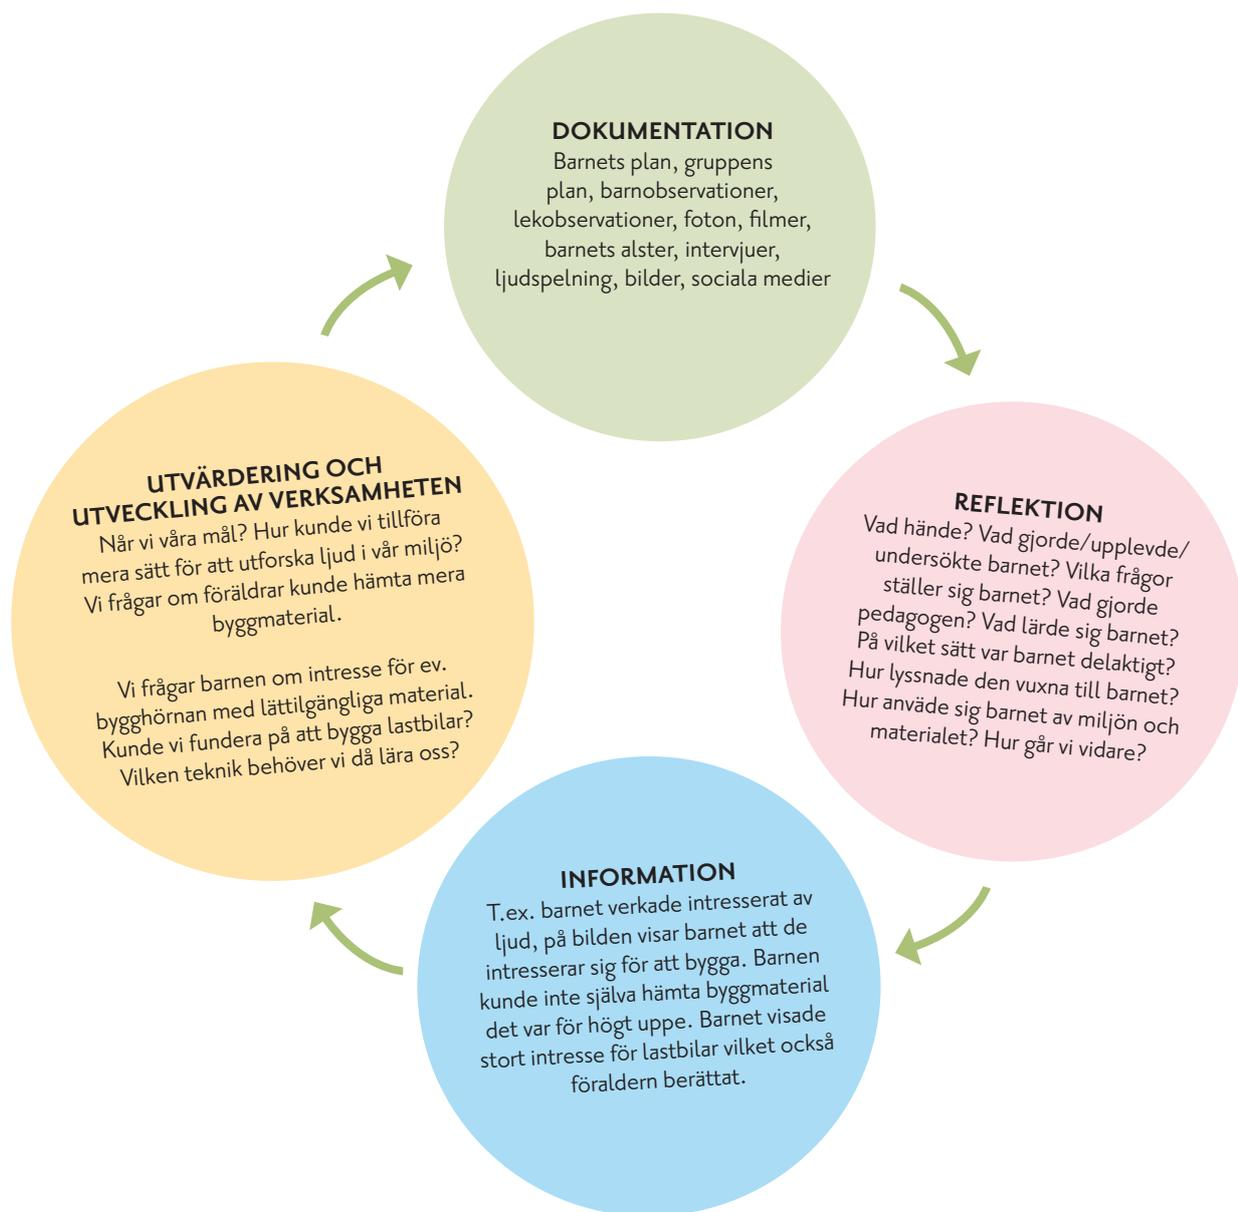 DOKUMENTATION
Barnets plan, gruppens
plan, barnobservationer,
lekobservationer, foton, filmer,
barnets alster, intervjuer,
ljudspelning, bilder, sociala medier
REFLEKTION
Vad hände? Vad gjorde/upplevde/
undersökte barnet? Vilka frågor
ställer sig barnet? Vad gjorde
pedagogen? Vad lärde sig barnet?
På vilket sätt var barnet delaktigt?
Hur lyssnade den vuxna till barnet?
Hur anväde sig barnet av miljön och
materialet? Hur går vi vidare?
INFORMATION
T.ex. barnet verkade intresserat av
ljud, på bilden visar barnet att de
intresserar sig för att bygga. Barnen
kunde inte själva hämta byggmaterial
det var för högt uppe. Barnet visade
stort intresse för lastbilar vilket också
föraldern berättat.
UTVÄRDERING OCH
UTVECKLING AV VERKSAMHETEN
Når vi våra mål? Hur kunde vi tillföra
mera sätt för att utforska ljud i vår miljö?
Vi frågar om föräldrar kunde hämta mera
byggmaterial.
Vi frågar barnen om intresse för ev.
bygghörnan med lättilgängliga material.
Kunde vi fundera på att bygga lastbilar?
Vilken teknik behöver vi då lära oss?